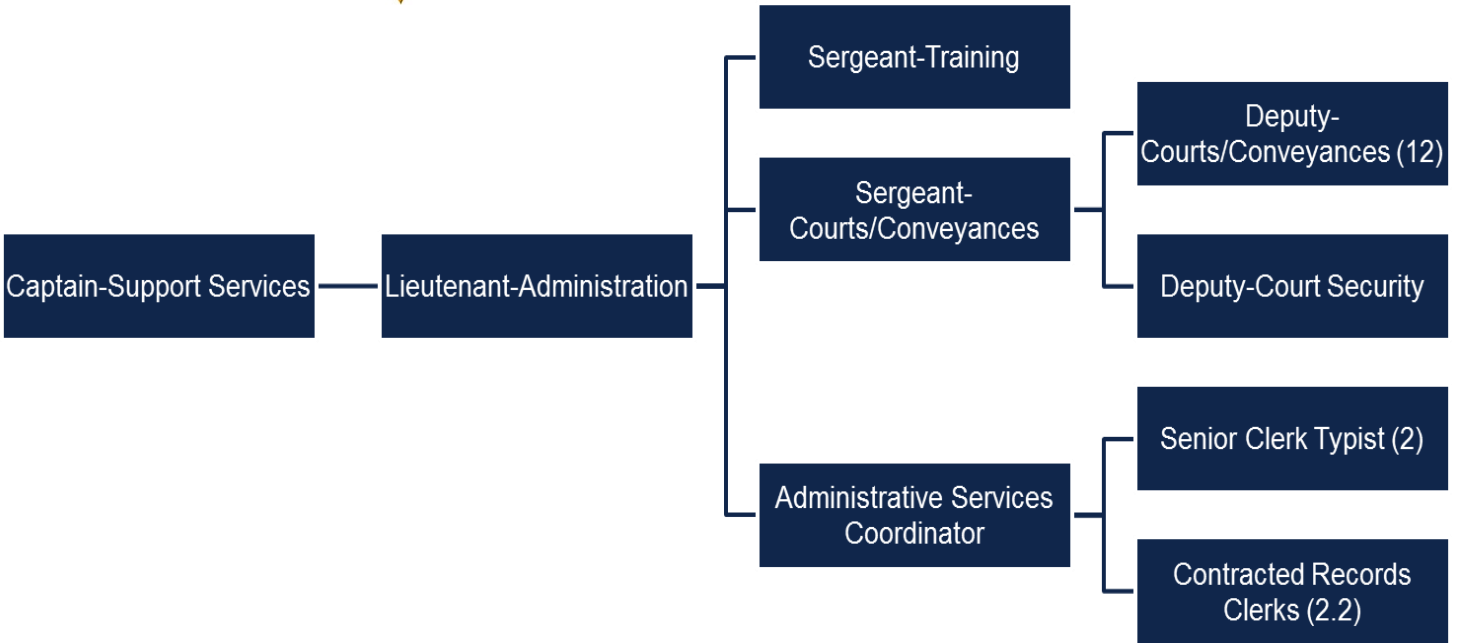 Sergeant-Training
Deputy-
Courts/Conveyances (12)
Sergeant-
Courts/Conveyances
Captain-Support Services
Lieutenant-Administration
Deputy-Court Security
Senior Clerk Typist (2)
Administrative Services
Coordinator
Contracted Records
Clerks (2.2)